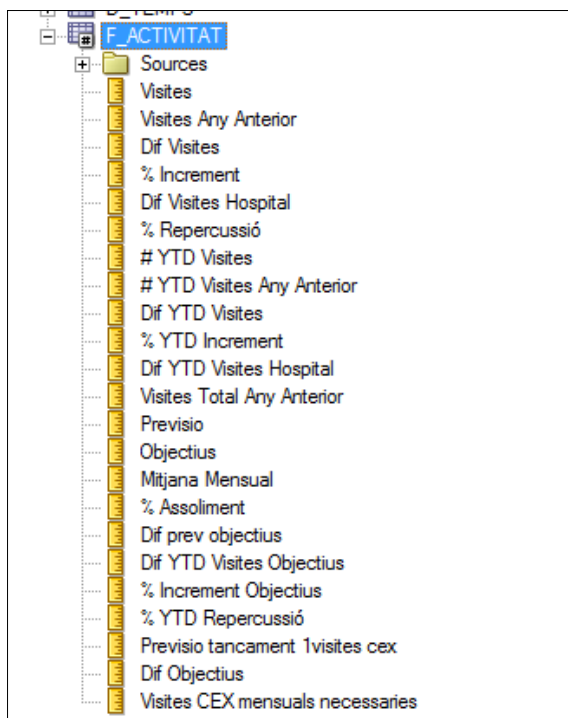 D_TEMPS
F_ACTIVITAT
Sources
Visites
Visites Any Anterior
Dif Visites
% Increment
Dif Visites Hospital
% Repercussió
# YTD Visites
# YTD Visites Any Anterior
Dif YTD Visites
% YTD Increment
Dif YTD Visites Hospital
Visites Total Any Anterior
Previsio
Objectius
Mitjana Mensual
% Assoliment
Dif prev objectius
Dif YTD Visites Objectius
% Increment Objectius
% YTD Repercussió
Previsio tancament 1visites cex
Dif Objectius
Visites CEX mensuals necessaries